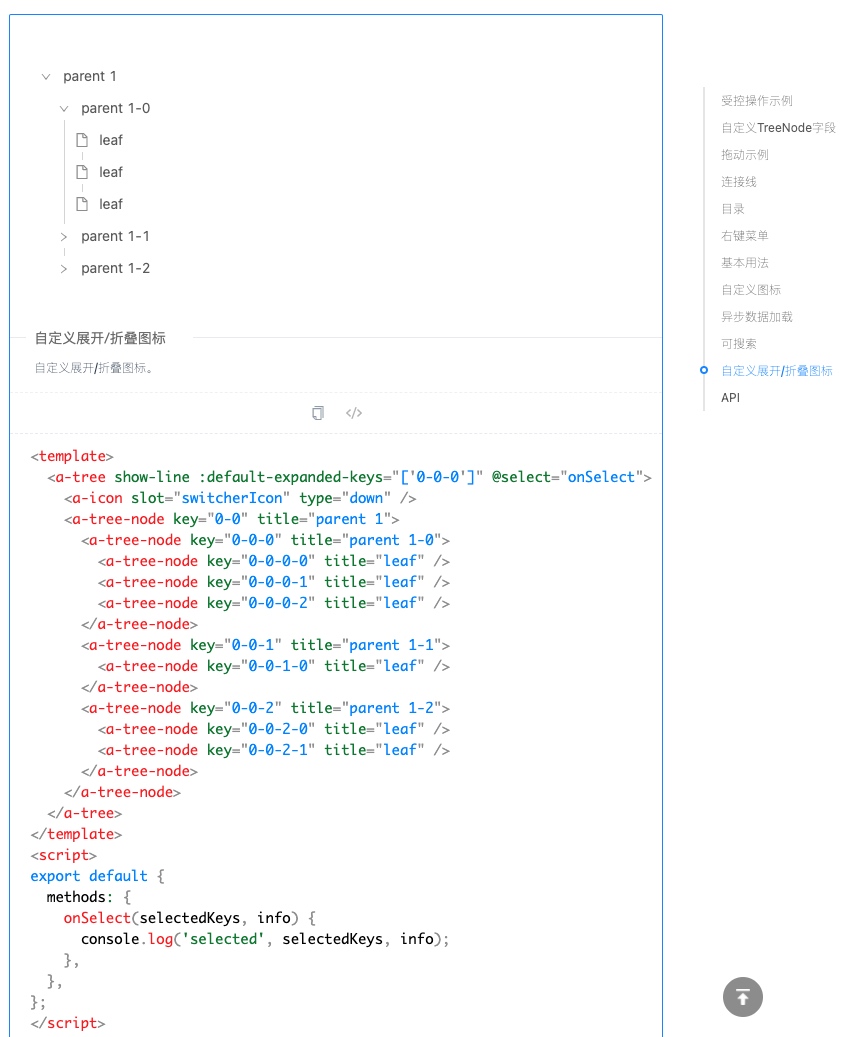 parent 1
parent 1-0
leaf
leaf
leaf
parent 1-1
parent 1-2
自定义展开/折叠图标
自定义展开/折叠图标。
</>
<template>
  <a-tree show-line :default-expanded-keys="['0-0-0']" @select="onSelect">
    <a-icon slot="switcherIcon" type="down" />
    <a-tree-node key="0-0" title="parent 1">
      <a-tree-node key="0-0-0" title="parent 1-0">
        <a-tree-node key="0-0-0-0" title="leaf" />
        <a-tree-node key="0-0-0-1" title="leaf" />
        <a-tree-node key="0-0-0-2" title="leaf" />
      </a-tree-node>
      <a-tree-node key="0-0-1" title="parent 1-1">
        <a-tree-node key="0-0-1-0" title="leaf" />
      </a-tree-node>
      <a-tree-node key="0-0-2" title="parent 1-2">
        <a-tree-node key="0-0-2-0" title="leaf" />
        <a-tree-node key="0-0-2-1" title="leaf" />
      </a-tree-node>
    </a-tree-node>
  </a-tree>
</template>
<script>
export default {
  methods: {
    onSelect(selectedKeys, info) {
      console.log('selected', selectedKeys, info);
    },
  },
};
</script>
受控操作示例
自定义TreeNode字段
拖动示例
连接线
目录
右键菜单
基本用法
自定义图标
异步数据加载
可搜索
自定义展开/折叠图标
API